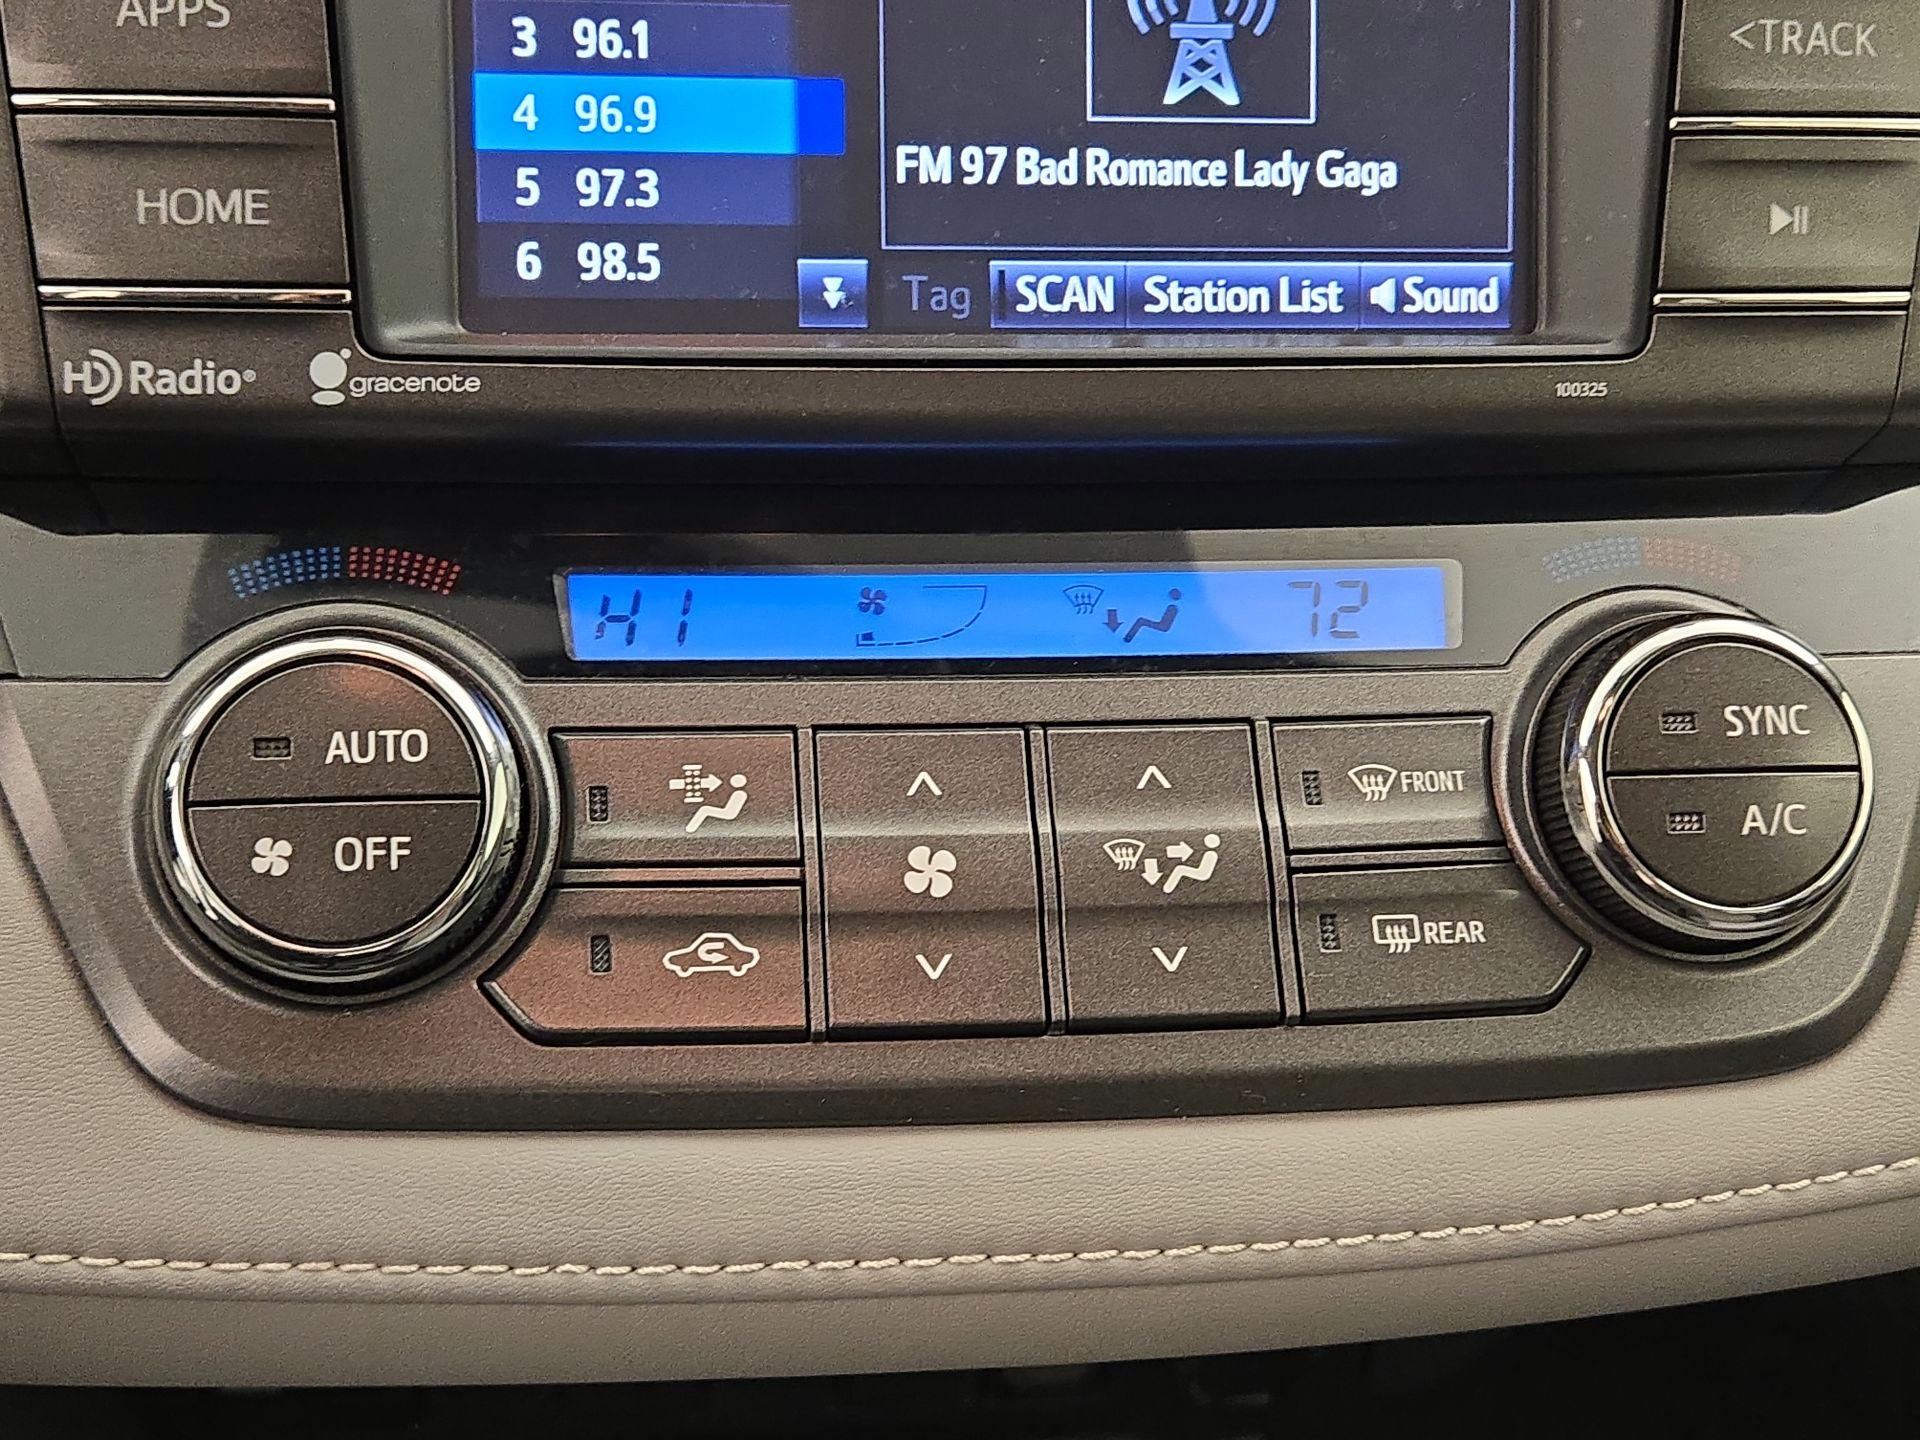 APPS
HOME
3 96.1
4 96.9
5 97.3
6 98.5
FM 97 Bad Romance Lady Gaga
Tag SCAN Station List Sound
<TRACK
HD Radio®
gracenote
100325
HI 72
AUTO
OFF
FRONT
REAR
SYNC
A/C